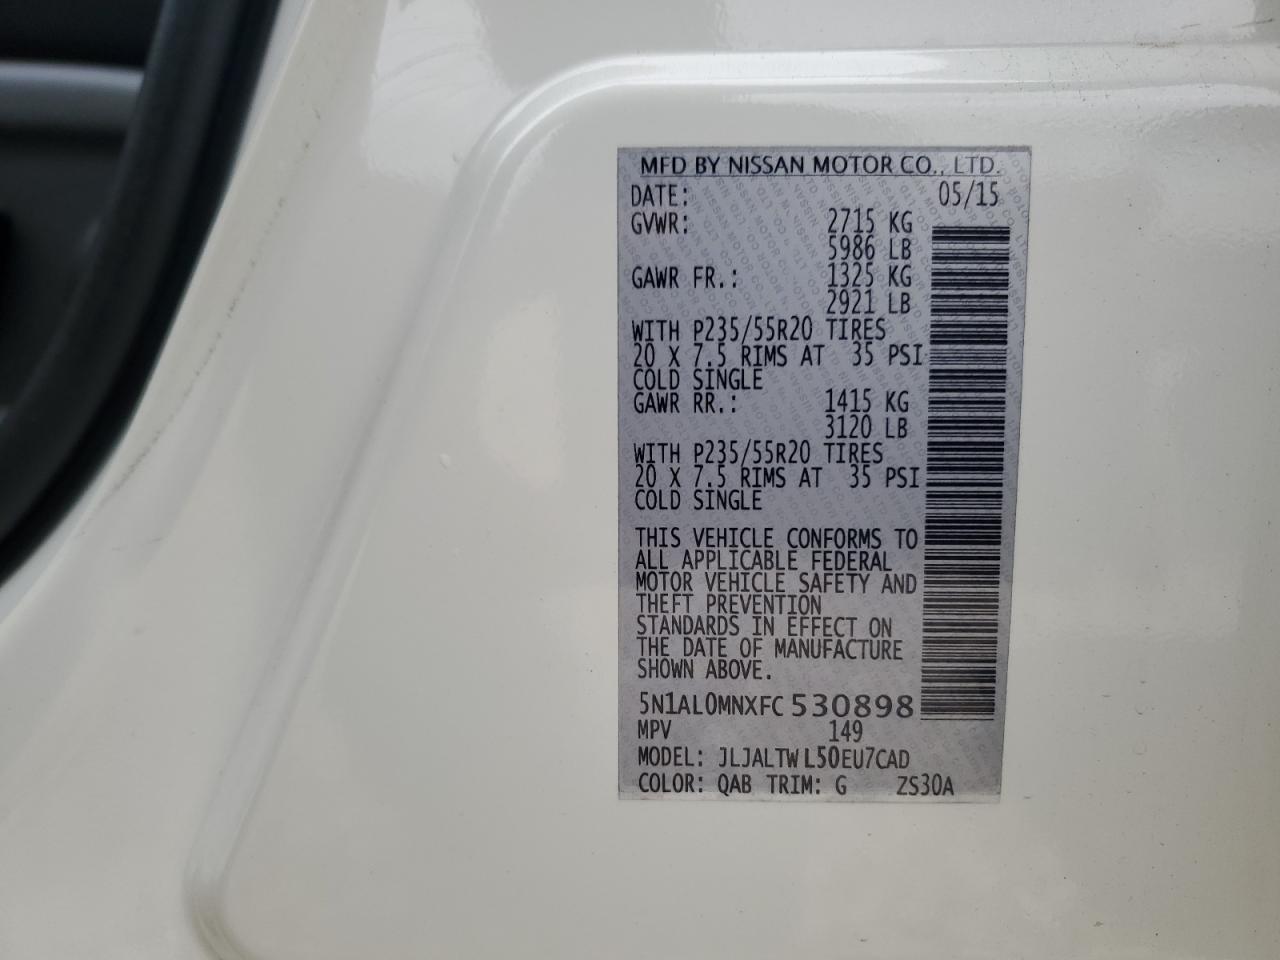 MFD BY NISSAN MOTOR CO., LTD.
DATE: 05/15
GVWR: 2715 KG
5986 LB
GAWR FR.: 1325 KG
2921 LB
WITH P235/55R20 TIRES
20 X 7.5 RIMS AT 35 PSI
COLD SINGLE
GAWR RR.: 1415 KG
3120 LB
WITH P235/55R20 TIRES
20 X 7.5 RIMS AT 35 PSI
COLD SINGLE
THIS VEHICLE CONFORMS TO
ALL APPLICABLE FEDERAL
MOTOR VEHICLE SAFETY AND
THEFT PREVENTION
STANDARDS IN EFFECT ON
THE DATE OF MANUFACTURE
SHOWN ABOVE.
5N1AL0MNXFC530898
MPV 149
MODEL: JLJALTWL50EU7CAD
COLOR: QAB TRIM: G ZS30A